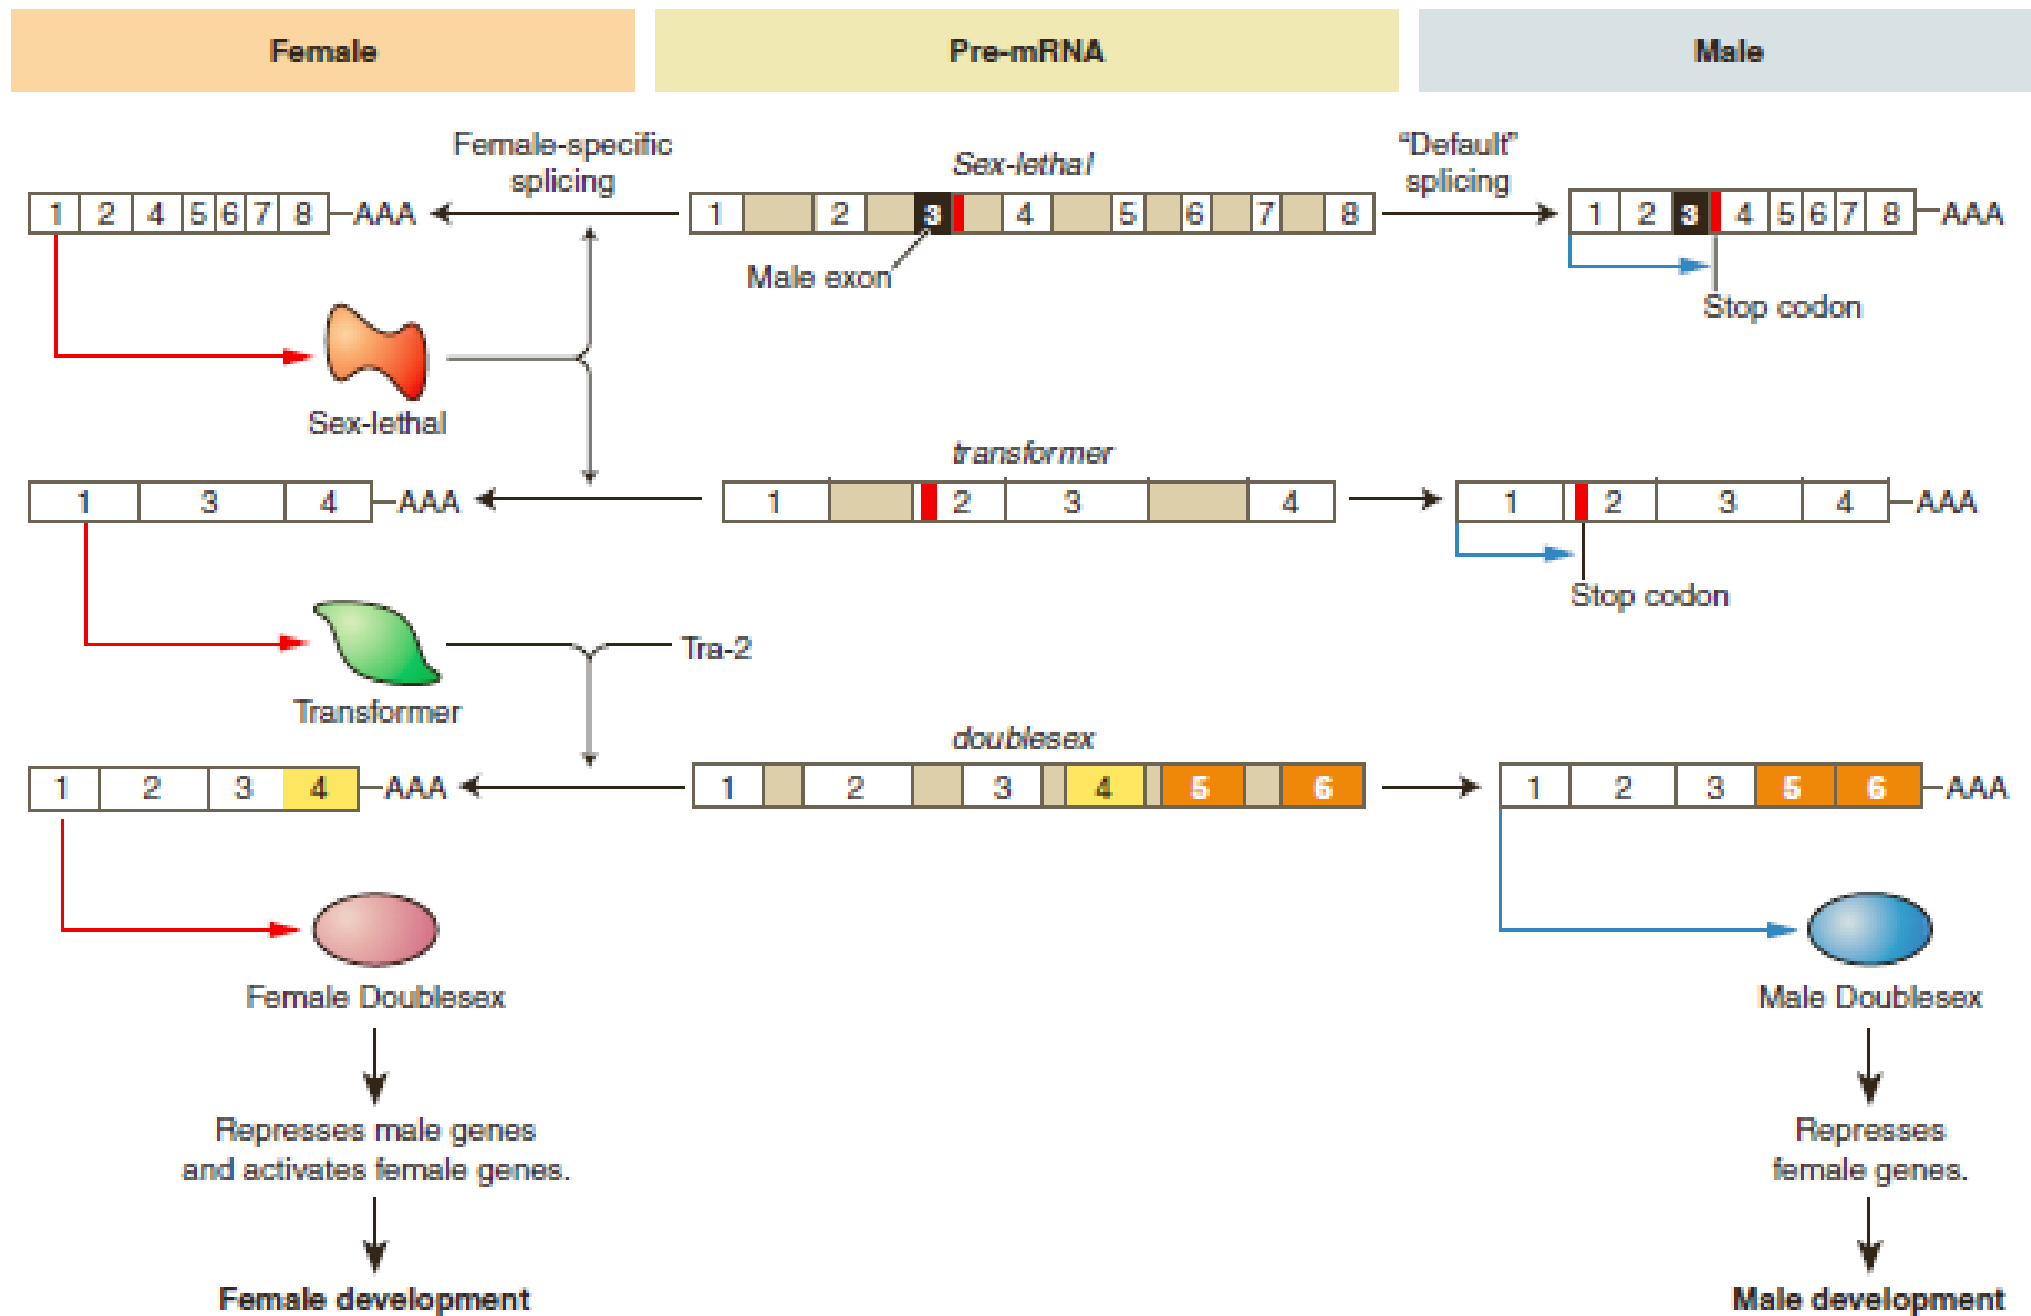 Female
Pre-mRNA
Male
Female-specific
splicing
Sex-lethal
"Default"
splicing
1 2 4 5 6 7 8 –AAA
1 2 3 4 5 6 7 8
1 2 3 4 5 6 7 8 –AAA
Male exon
Stop codon
Sex-lethal
transformer
1 3 4 –AAA
1 2 3 4
1 2 3 4 –AAA
Stop codon
Tra-2
Transformer
doublesex
1 2 3 4 –AAA
1 2 3 4 5 6
1 2 3 5 6 –AAA
Female Doublesex
Male Doublesex
Represses male genes
and activates female genes.
Represses
female genes.
Female development
Male development